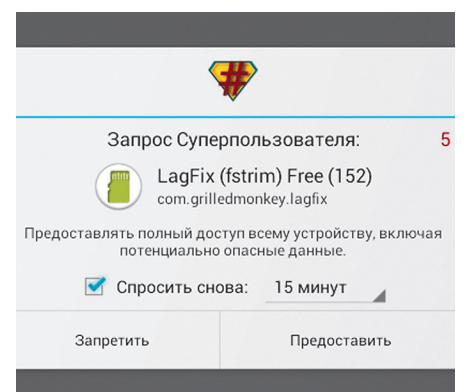 #
Запрос Суперпользователя: 5
LagFix (fstrim) Free (152)
com.grilledmonkey.lagfix
Предоставлять полный доступ всему устройству, включая
потенциально опасные данные.
Спросить снова: 15 минут
Запретить Предоставить